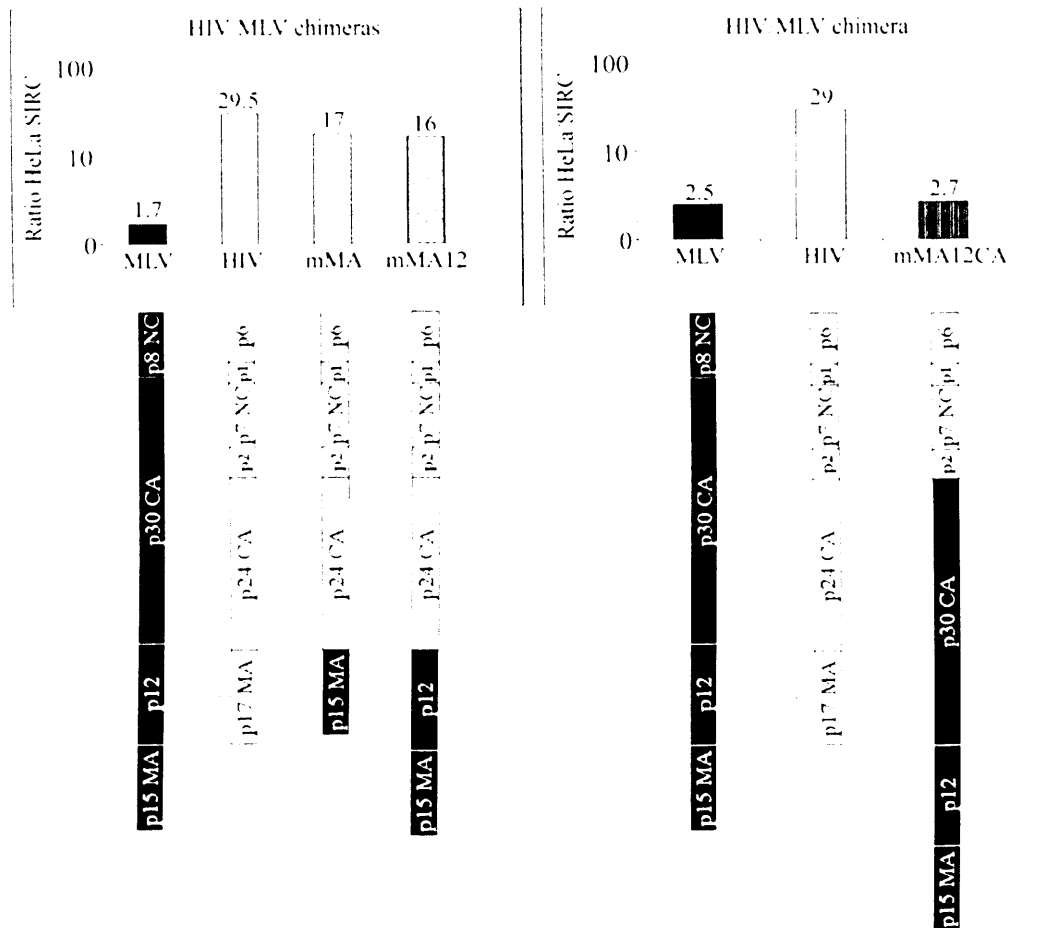 HIV MLV chimeras
Ratio HeLa SIRC
100
10
0
1.7
29.5
17
16
MLV
HIV
mMA
mMA12
p8 NC
p30 CA
p12
p15 MA
p6
p1
p7 NC
p2
p24 CA
p17 MA
p6
p1
p7 NC
p2
p24 CA
p15 MA
p6
p1
p7 NC
p2
p24 CA
p12
p15 MA
HIV MLV chimera
Ratio HeLa SIRC
100
10
0
2.5
29
2.7
MLV
HIV
mMA12CA
p8 NC
p30 CA
p12
p15 MA
p6
p1
p7 NC
p2
p24 CA
p17 MA
p6
p1
p7 NC
p2
p30 CA
p12
p15 MA